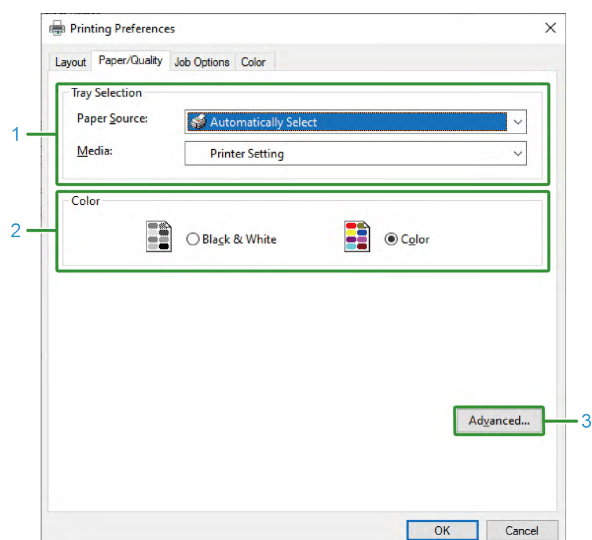 Printing Preferences
Layout Paper/Quality Job Options Color
Tray Selection
1 Paper Source: Automatically Select
Media: Printer Setting
Color
2 Black & White Color
Advanced... 3
OK Cancel